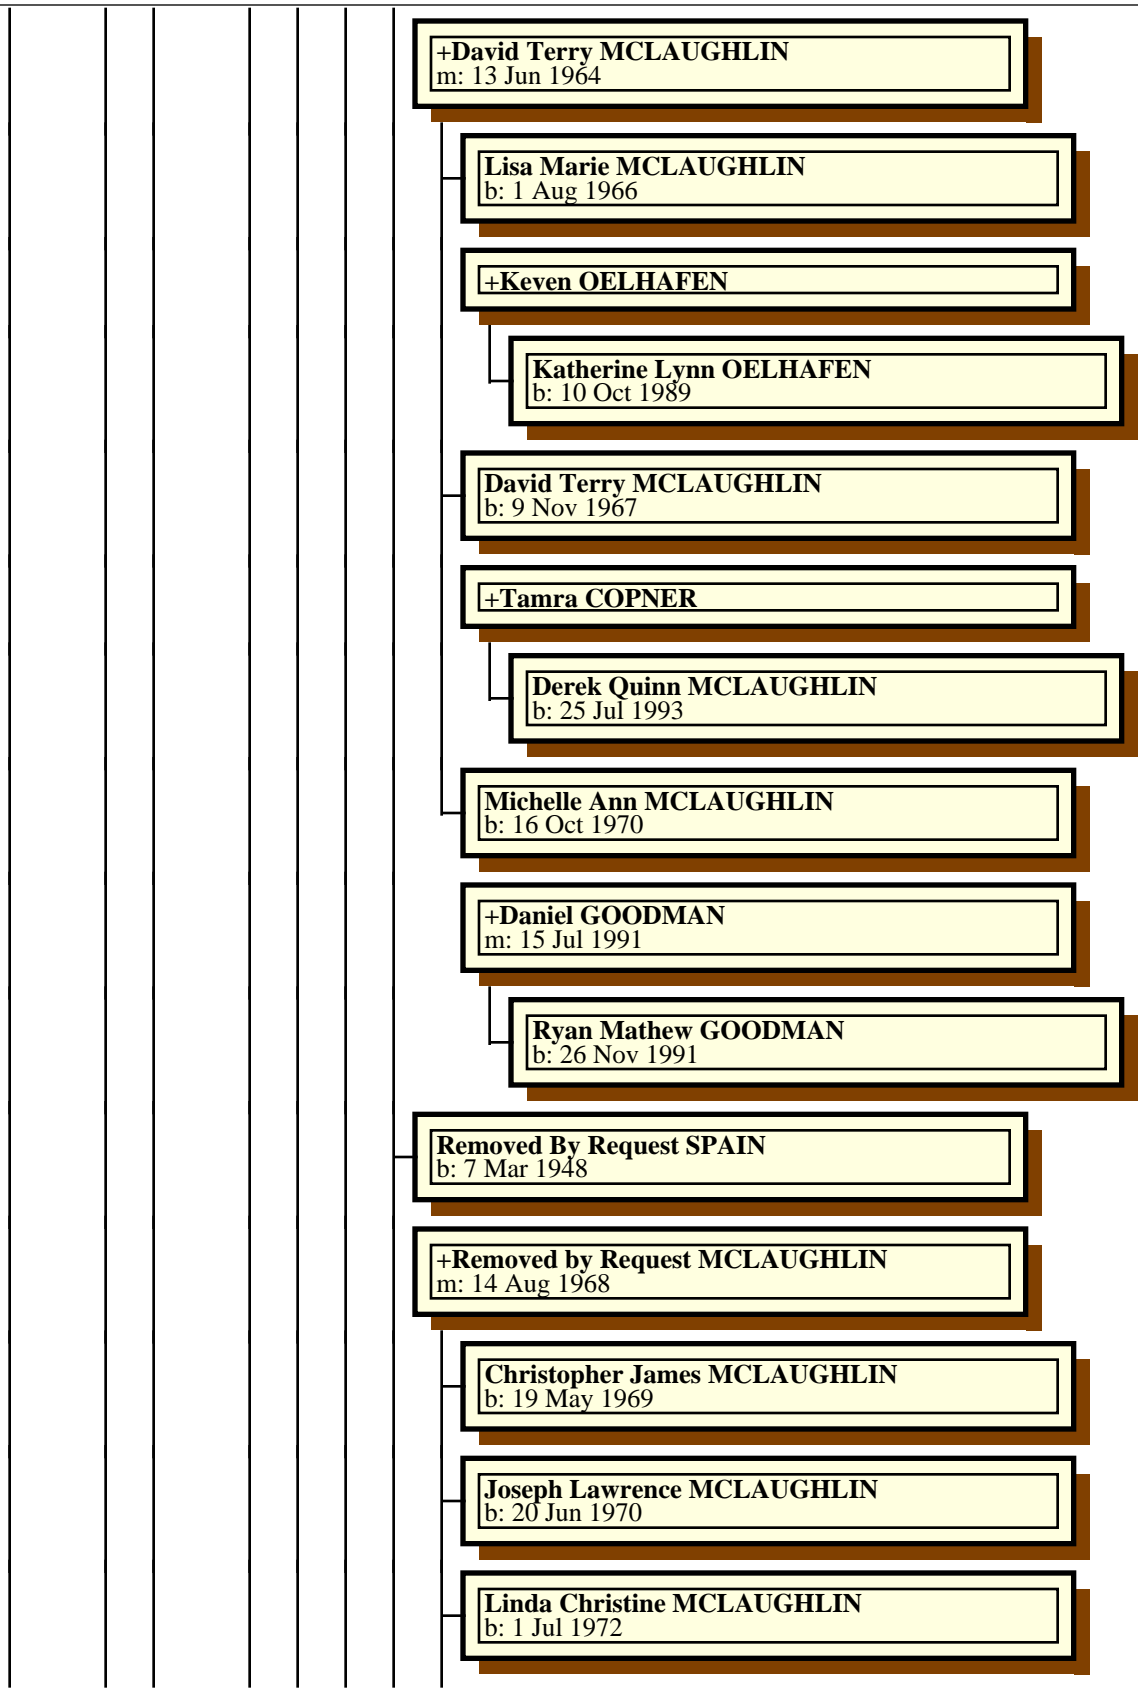 +David Terry MCLAUGHLIN
m: 13 Jun 1964
Lisa Marie MCLAUGHLIN
b: 1 Aug 1966
+Keven OELHAFEN
Katherine Lynn OELHAFEN
b: 10 Oct 1989
David Terry MCLAUGHLIN
b: 9 Nov 1967
+Tamra COPNER
Derek Quinn MCLAUGHLIN
b: 25 Jul 1993
Michelle Ann MCLAUGHLIN
b: 16 Oct 1970
+Daniel GOODMAN
m: 15 Jul 1991
Ryan Mathew GOODMAN
b: 26 Nov 1991
Removed By Request SPAIN
b: 7 Mar 1948
+Removed by Request MCLAUGHLIN
m: 14 Aug 1968
Christopher James MCLAUGHLIN
b: 19 May 1969
Joseph Lawrence MCLAUGHLIN
b: 20 Jun 1970
Linda Christine MCLAUGHLIN
b: 1 Jul 1972